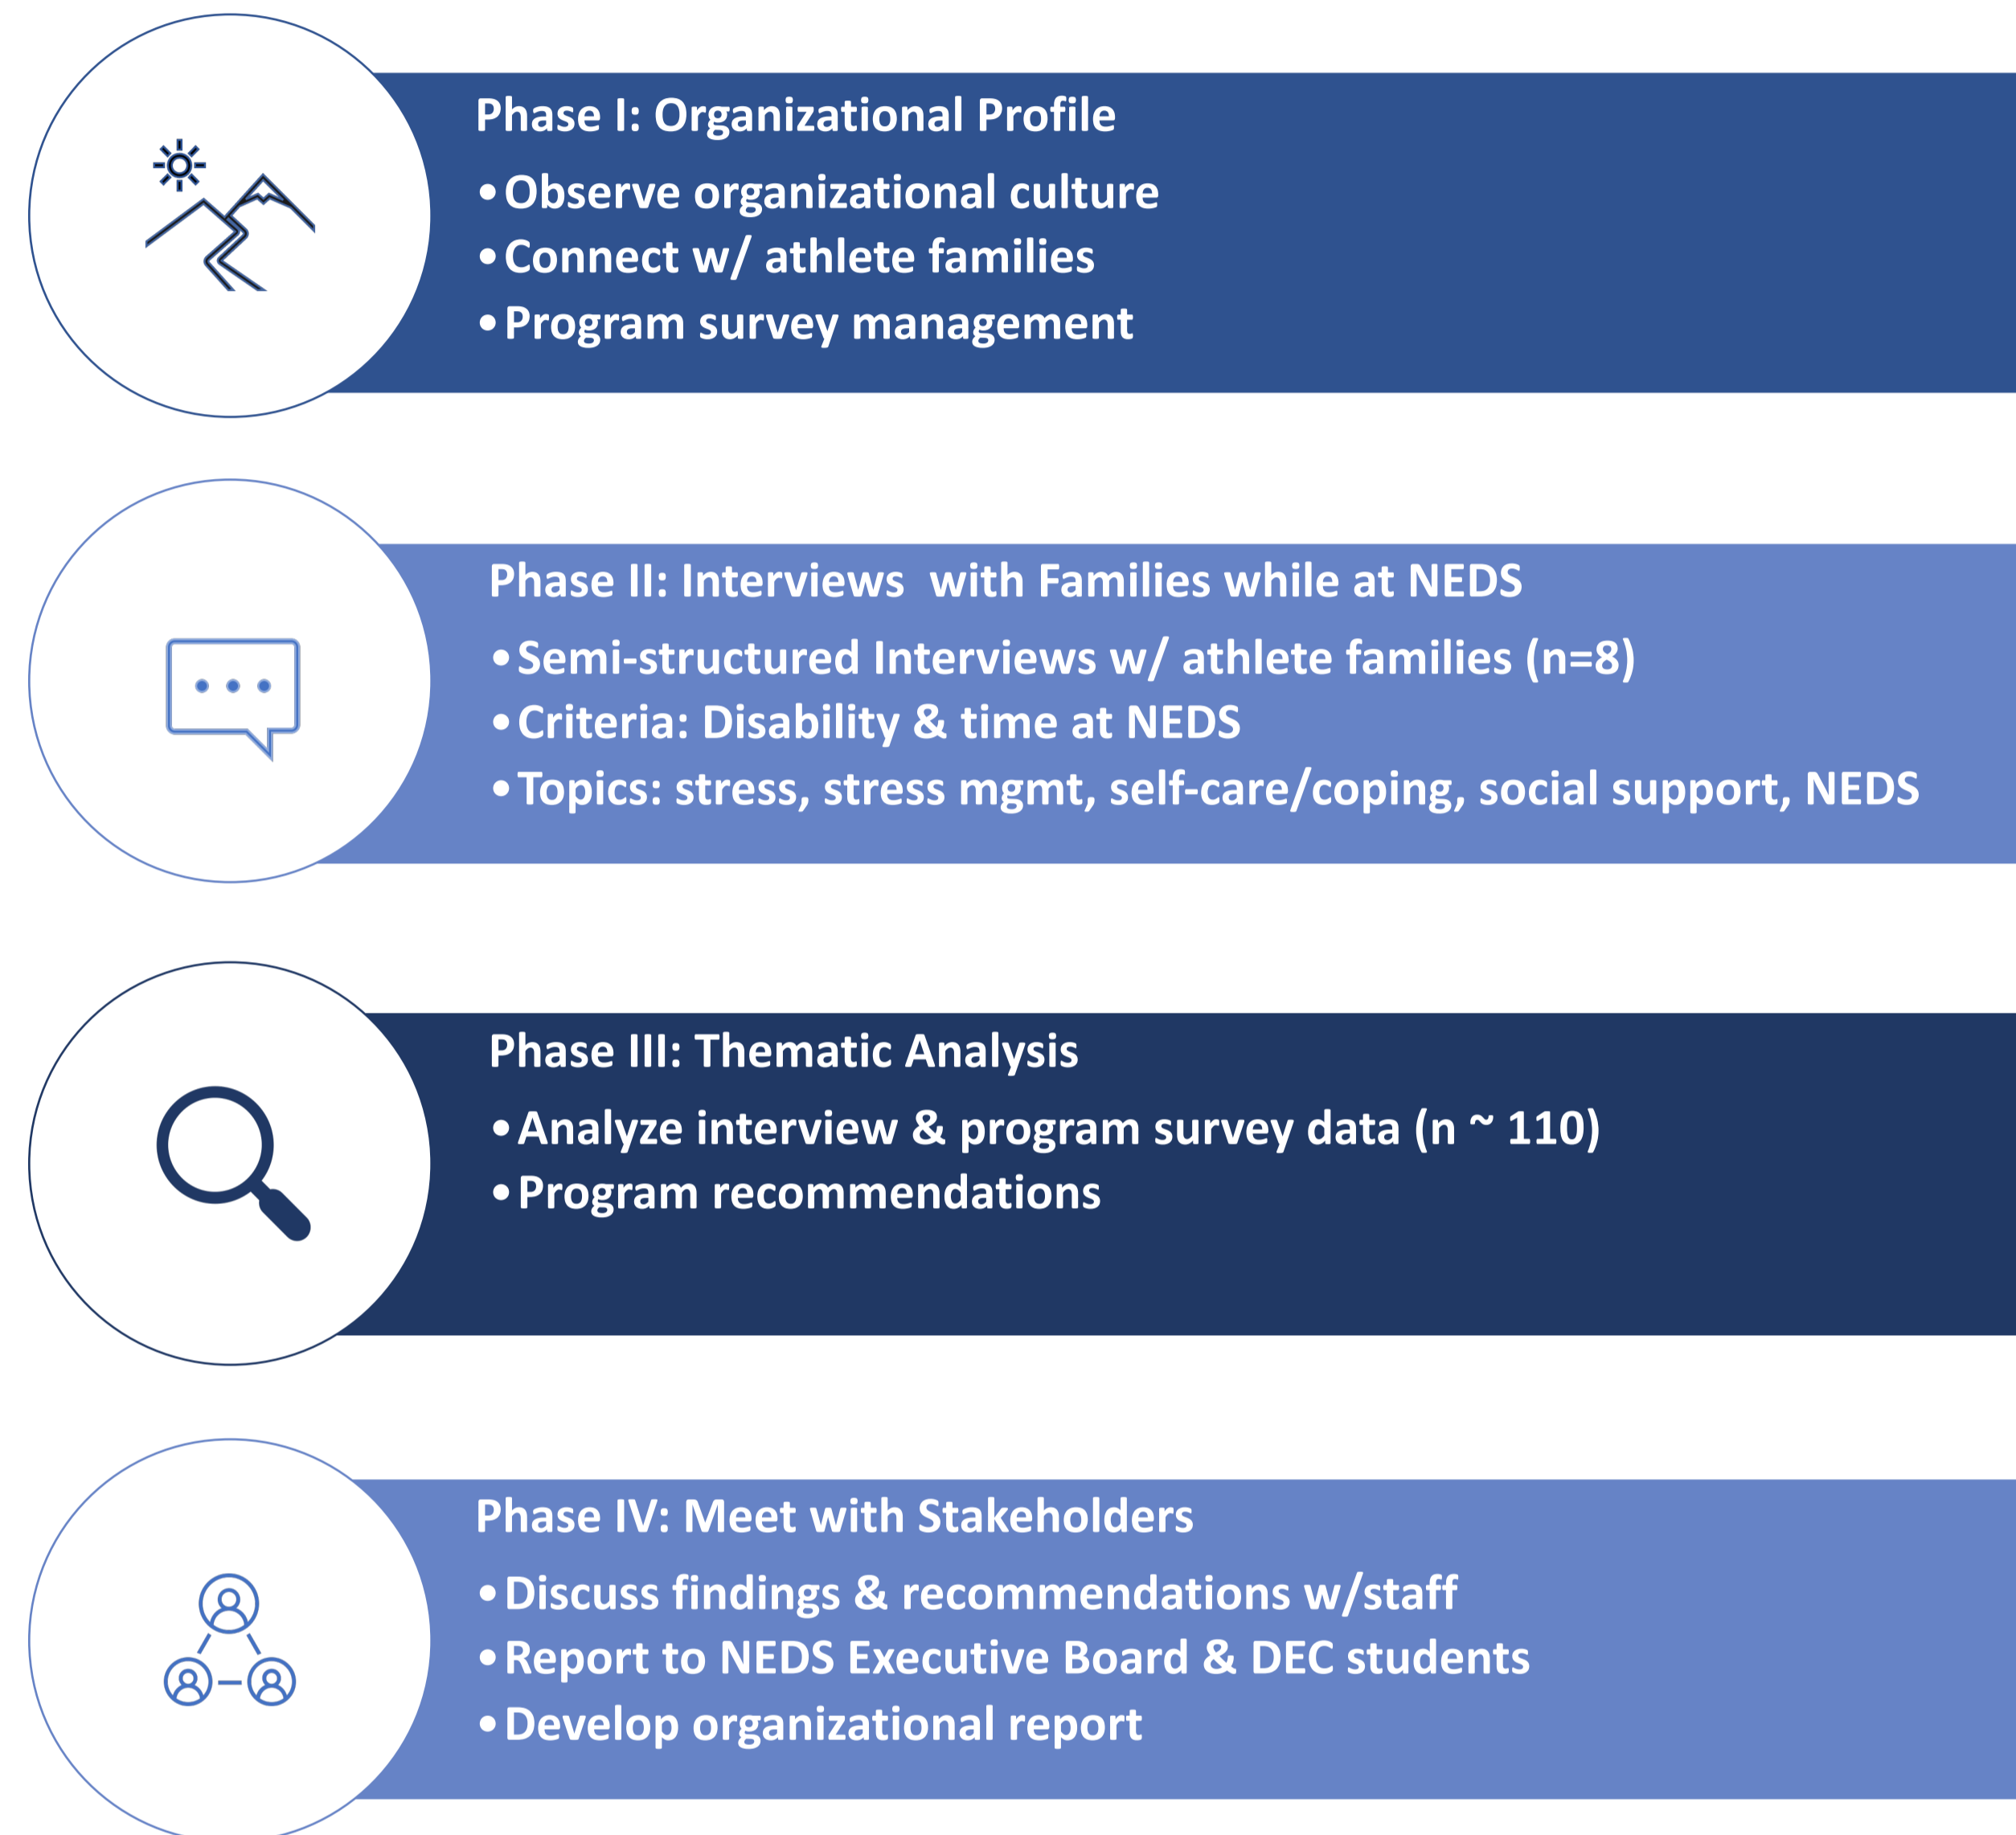 Phase I: Organizational Profile
•Observe organizational culture
•Connect w/ athlete families
•Program survey management
Phase II: Interviews  with Families while at NEDS
•Semi-structured Interviews w/ athlete families (n=8)
•Criteria: Disability & time at NEDS
•Topics: stress, stress mgmt, self-care/coping, social support, NEDS
Phase III: Thematic Analysis
•Analyze interview & program survey data (n ~ 110)
•Program recommendations
Phase IV: Meet with Stakeholders
•Discuss findings & recommendations w/staff
•Report to NEDS Executive Board & DEC students
•Develop organizational report